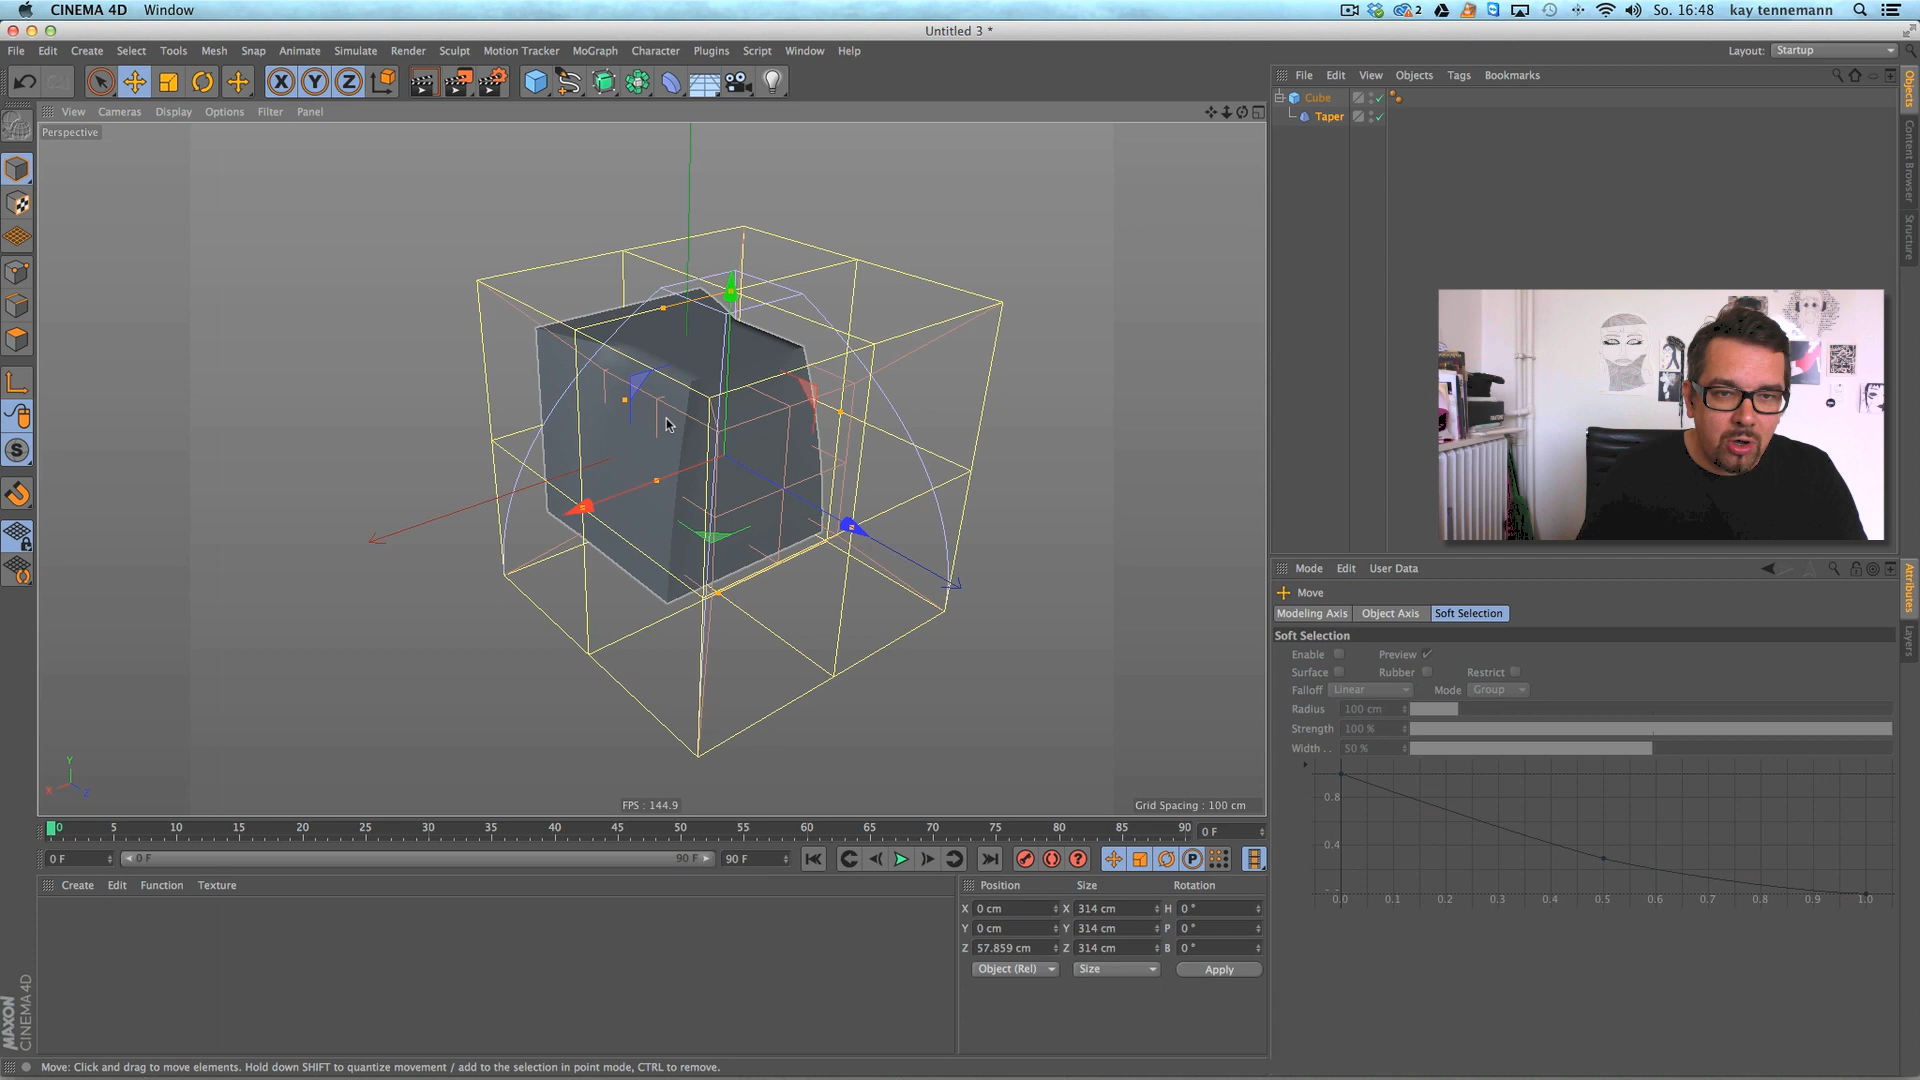 CINEMA 4D Window
2 So. 16:48 kay tennemann
Untitled 3 *
File Edit Create Select Tools Mesh Snap Animate Simulate Render Sculpt Motion Tracker MoGraph Character Plugins Script Window Help
Layout: Startup
X Y Z
File Edit View Objects Tags Bookmarks
View Cameras Display Options Filter Panel
Perspective
Cube
Taper
Objects
Content Browser
Structure
Mode Edit User Data
Move
Modeling Axis Object Axis Soft Selection
Soft Selection
Enable Preview
Surface Rubber Restrict
Falloff Linear Mode Group
Radius 100 cm
Strength 100 %
Width . . 50 %
0.8
0.4
0.0 0.1 0.2 0.3 0.4 0.5 0.6 0.7 0.8 0.9 1.0
Attributes
Layers
S
Y
X Z
FPS : 144.9
Grid Spacing : 100 cm
0 5 10 15 20 25 30 35 40 45 50 55 60 65 70 75 80 85 90 0 F
0 F 0 F 90 F 90 F
P
Create Edit Function Texture
Position Size Rotation
X 0 cm X 314 cm H 0 °
Y 0 cm Y 314 cm P 0 °
Z 57.859 cm Z 314 cm B 0 °
Object (Rel) Size Apply
MAXON
CINEMA 4D
Move: Click and drag to move elements. Hold down SHIFT to quantize movement / add to the selection in point mode, CTRL to remove.